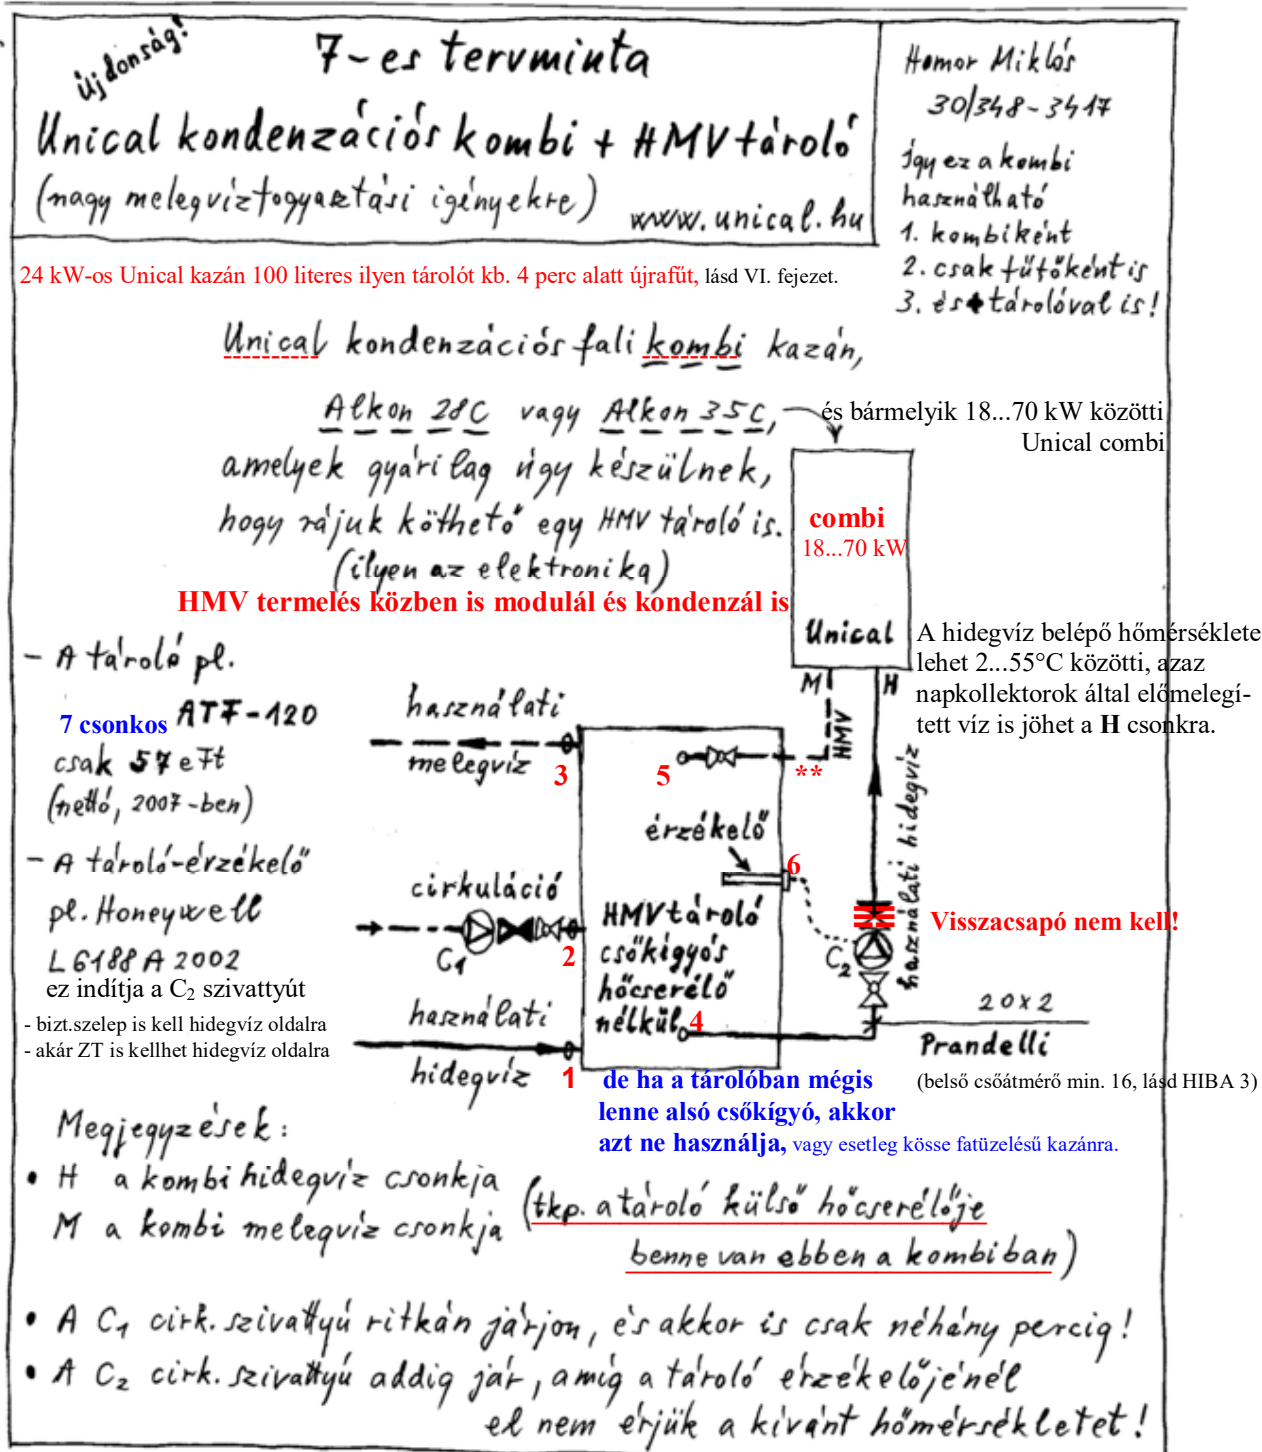 újdonság!
7-es tervminta
Unical kondenzációs kombi + HMV tároló
(nagy melegvízfogyasztási igényekre)
www.unical.hu
Homor Miklós
30/348-3417
így ez a kombi
használható
1. kombiként
2. csak fűtőként is
3. és tárolóval is!
24 kW-os Unical kazán 100 literes ilyen tárolót kb. 4 perc alatt újrafűt, lásd VI. fejezet.
Unical kondenzációs fali kombi kazán,
Alkon 28C vagy Alkon 35C,
és bármelyik 18...70 kW közötti
Unical combi
amelyek gyárilag úgy készülnek,
hogy rájuk köthető egy HMV tároló is.
(ilyen az elektronika)
HMV termelés közben is modulál és kondenzál is
combi
18...70 kW
Unical
M
H
A hidegvíz belépő hőmérséklete
lehet 2...55°C közötti, azaz
napkollektorok által előmelegí-
tett víz is jöhet a H csonkra.
- A tároló pl.
7 csonkos ATF-120
csak 57 eFt
(nettó, 2007-ben)
- A tároló-érzékelő
pl. Honeywell
L6188A2002
ez indítja a C2 szivattyút
- bizt.szelep is kell hidegvíz oldalra
- akár ZT is kellhet hidegvíz oldalra
használati
melegvíz
3
5
**
HMV
érzékelő
6
cirkuláció
C1
2
HMV tároló
csőkígyós
hőcserélő
nélkül
4
használati
hidegvíz
1
C2
használati hidegvíz
Visszacsapó nem kell!
20x2
Prandelli
(belső csőátmérő min. 16, lásd HIBA 3)
de ha a tárolóban mégis
lenne alsó csőkígyó, akkor
azt ne használja, vagy esetleg kösse fatüzelésű kazánra.
Megjegyzések:
• H a kombi hidegvíz csonkja
M a kombi melegvíz csonkja
(tkp. a tároló külső hőcserélője
benne van ebben a kombiban)
• A C1 cirk. szivattyú ritkán járjon, és akkor is csak néhány percig!
• A C2 cirk. szivattyú addig jár, amíg a tároló érzékelőjénél
el nem érjük a kívánt hőmérsékletet!